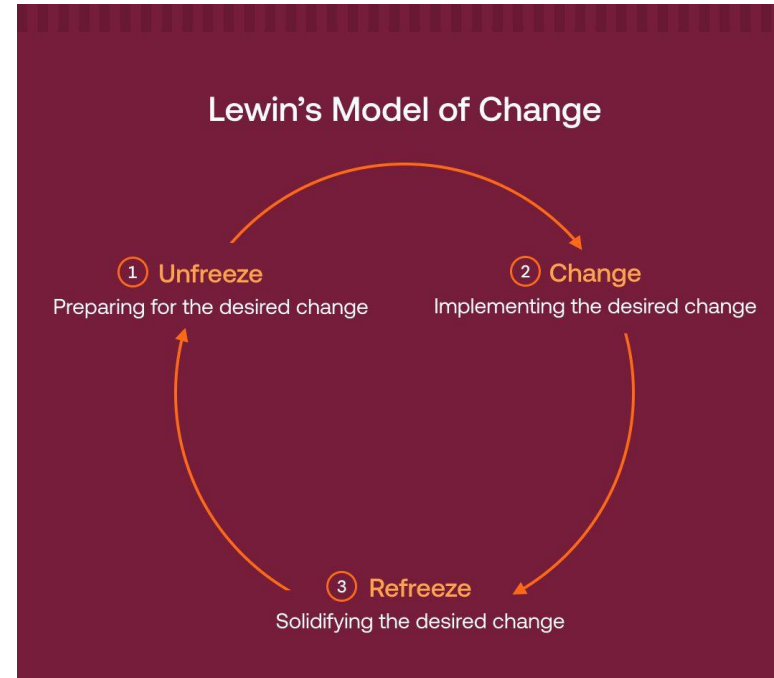 Lewin’s Model of Change
1 Unfreeze
Preparing for the desired change
2 Change
Implementing the desired change
3 Refreeze
Solidifying the desired change